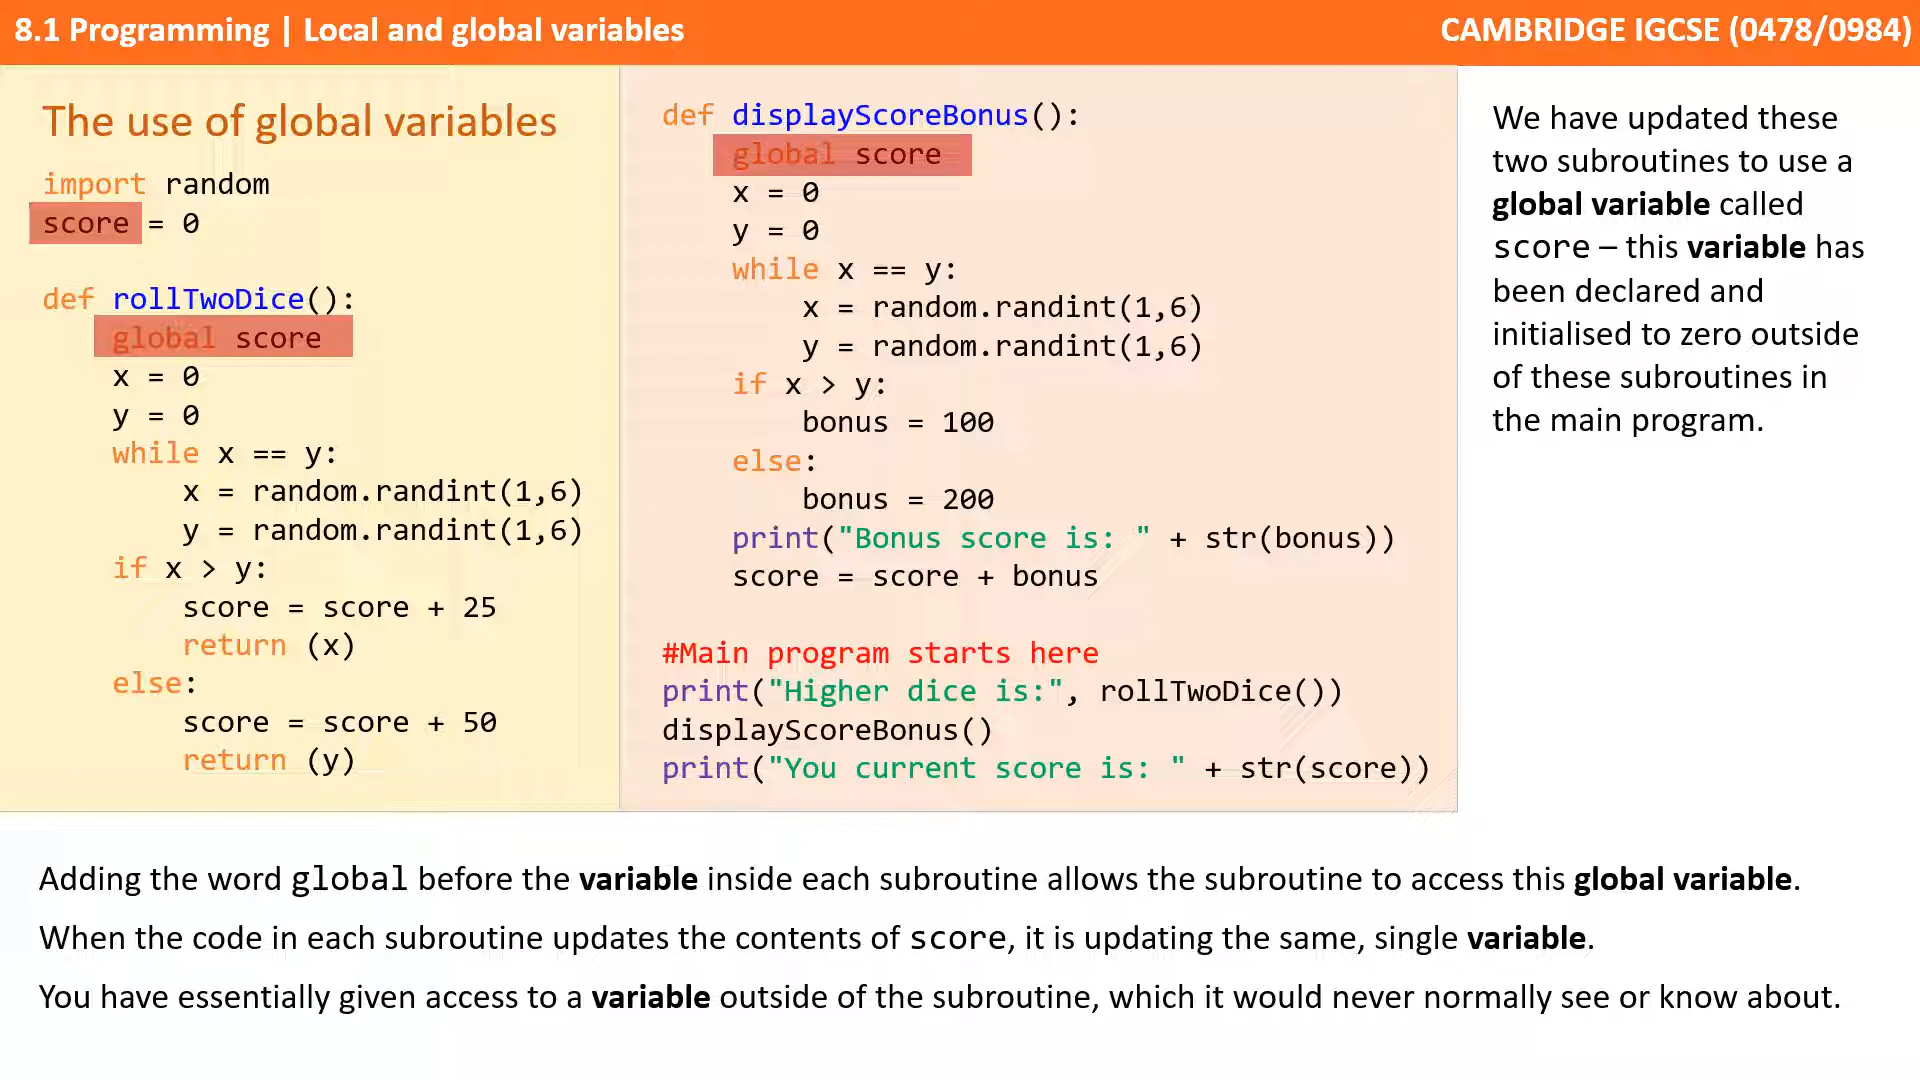 8.1 Programming | Local and global variables
CAMBRIDGE IGCSE (0478/0984)
The use of global variables
import random
score = 0
def rollTwoDice():
    global score
    x = 0
    y = 0
    while x == y:
        x = random.randint(1,6)
        y = random.randint(1,6)
    if x > y:
        score = score + 25
        return (x)
    else:
        score = score + 50
        return (y)
def displayScoreBonus():
    global score
    x = 0
    y = 0
    while x == y:
        x = random.randint(1,6)
        y = random.randint(1,6)
    if x > y:
        bonus = 100
    else:
        bonus = 200
    print("Bonus score is: " + str(bonus))
    score = score + bonus
#Main program starts here
print("Higher dice is:", rollTwoDice())
displayScoreBonus()
print("You current score is: " + str(score))
We have updated these
two subroutines to use a
global variable called
score – this variable has
been declared and
initialised to zero outside
of these subroutines in
the main program.
Adding the word global before the variable inside each subroutine allows the subroutine to access this global variable.
When the code in each subroutine updates the contents of score, it is updating the same, single variable.
You have essentially given access to a variable outside of the subroutine, which it would never normally see or know about.